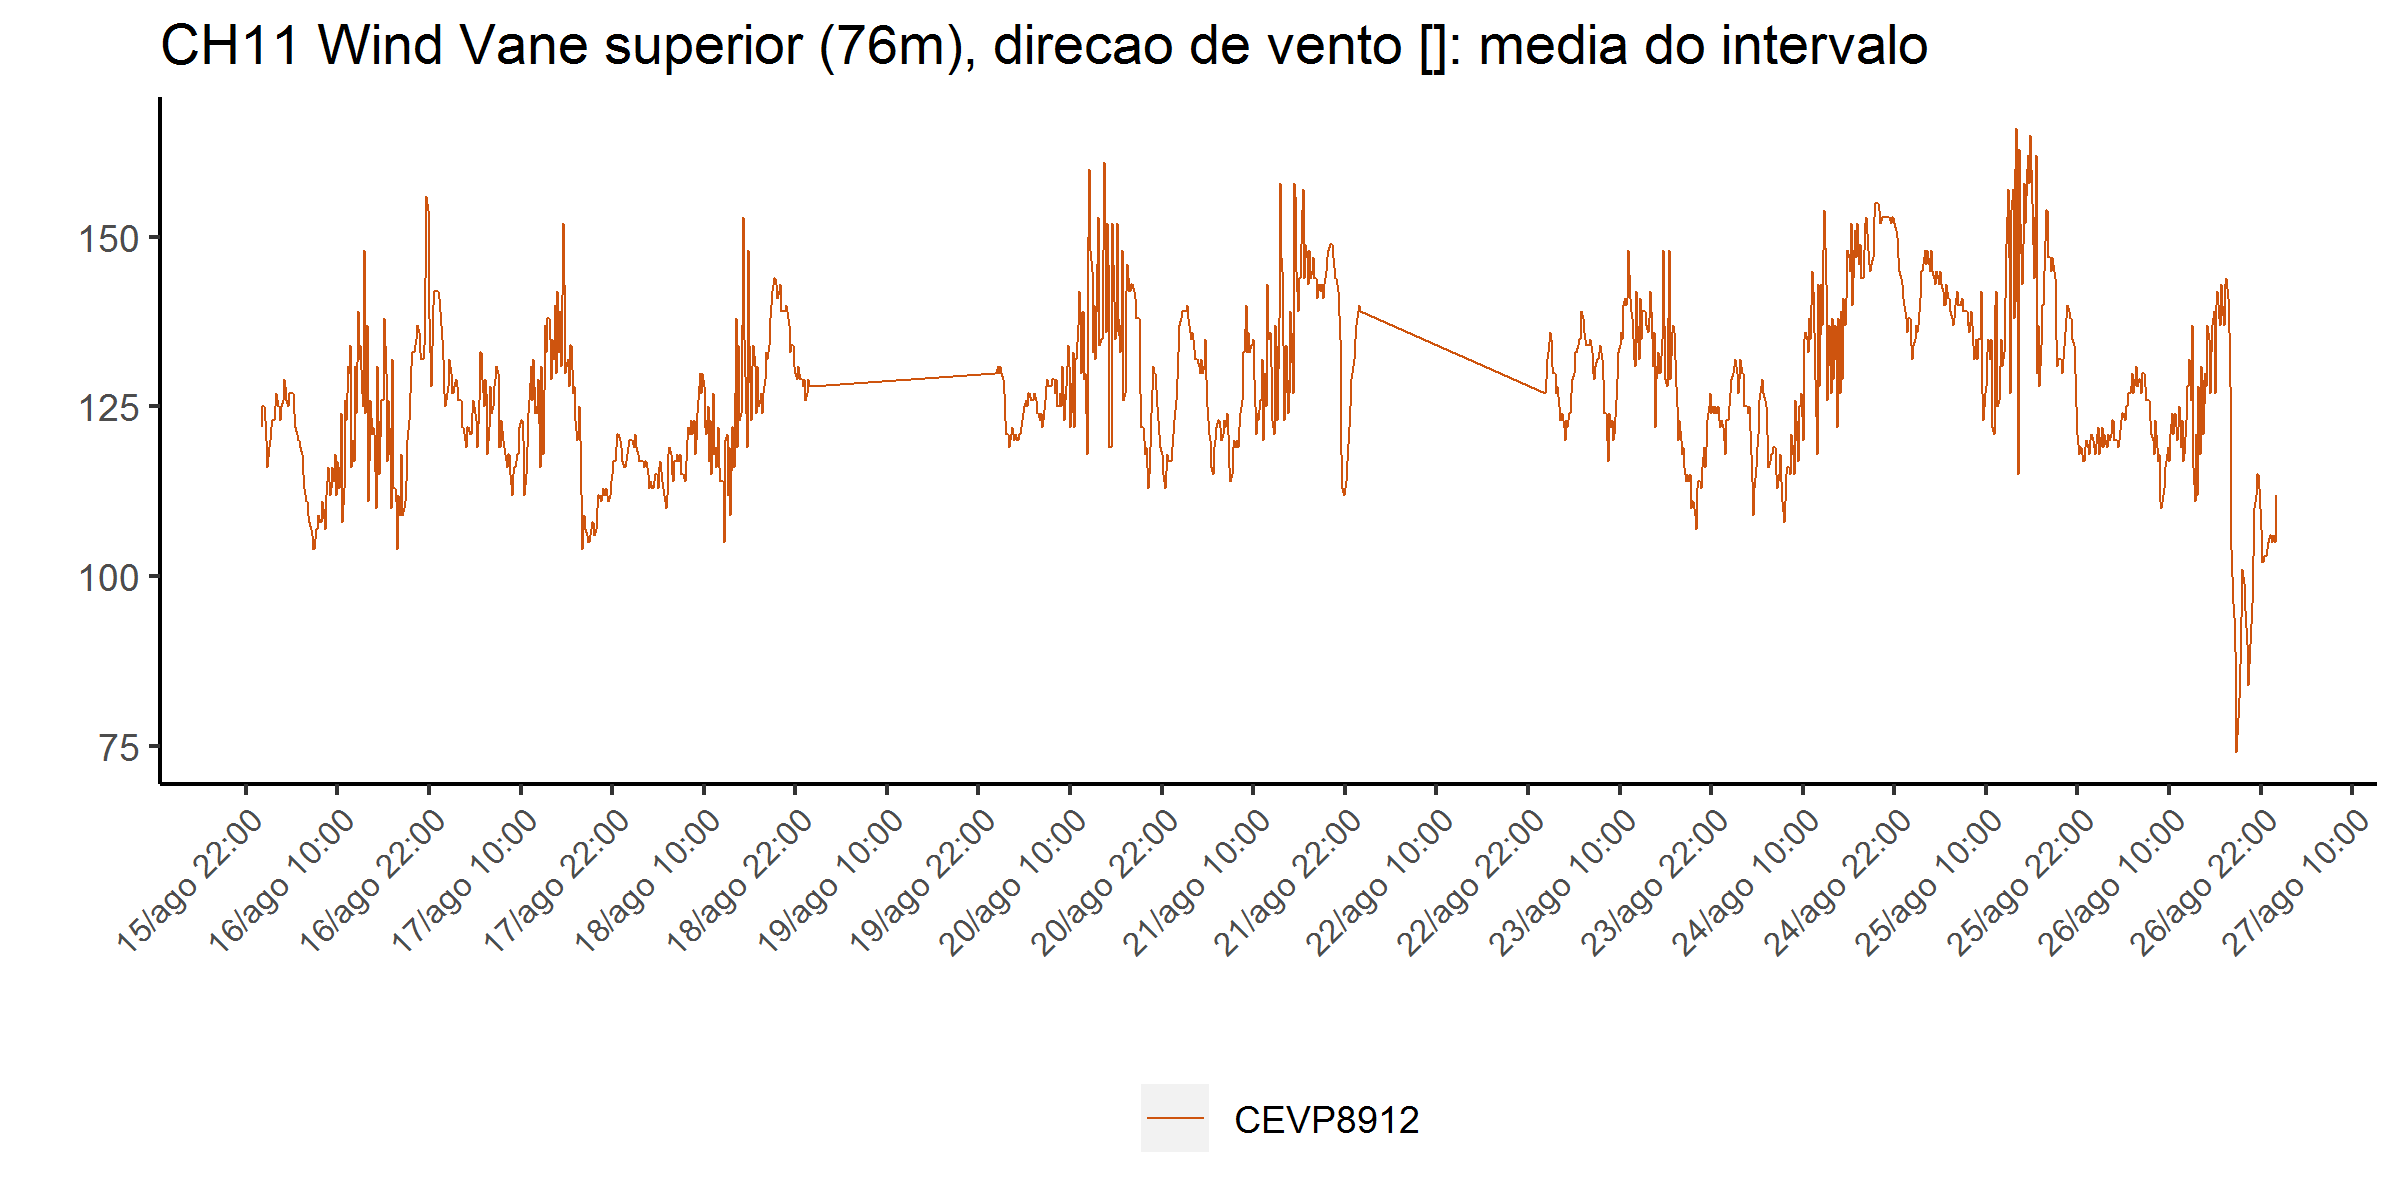 CH11 Wind Vane superior (76m), direcao de vento []: media do intervalo
150
125
100
75
15/ago 22:00
16/ago 10:00
16/ago 22:00
17/ago 10:00
17/ago 22:00
18/ago 10:00
18/ago 22:00
19/ago 10:00
19/ago 22:00
20/ago 10:00
20/ago 22:00
21/ago 10:00
21/ago 22:00
22/ago 10:00
22/ago 22:00
23/ago 10:00
23/ago 22:00
24/ago 10:00
24/ago 22:00
25/ago 10:00
25/ago 22:00
26/ago 10:00
26/ago 22:00
27/ago 10:00
CEVP8912